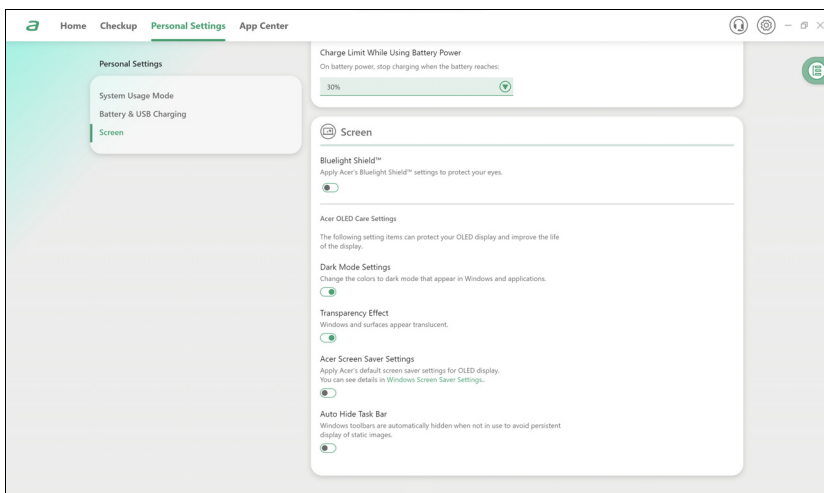 Home Checkup Personal Settings App Center
Personal Settings
System Usage Mode
Battery & USB Charging
Screen
Charge Limit While Using Battery Power
On battery power, stop charging when the battery reaches:
30%
Screen
Bluelight Shield™
Apply Acer's Bluelight Shield™ settings to protect your eyes.
Acer OLED Care Settings
The following setting items can protect your OLED display and improve the life
of the display.
Dark Mode Settings
Change the colors to dark mode that appear in Windows and applications.
Transparency Effect
Windows and surfaces appear translucent.
Acer Screen Saver Settings
Apply Acer's default screen saver settings for OLED display.
You can see details in Windows Screen Saver Settings..
Auto Hide Task Bar
Windows toolbars are automatically hidden when not in use to avoid persistent
display of static images.